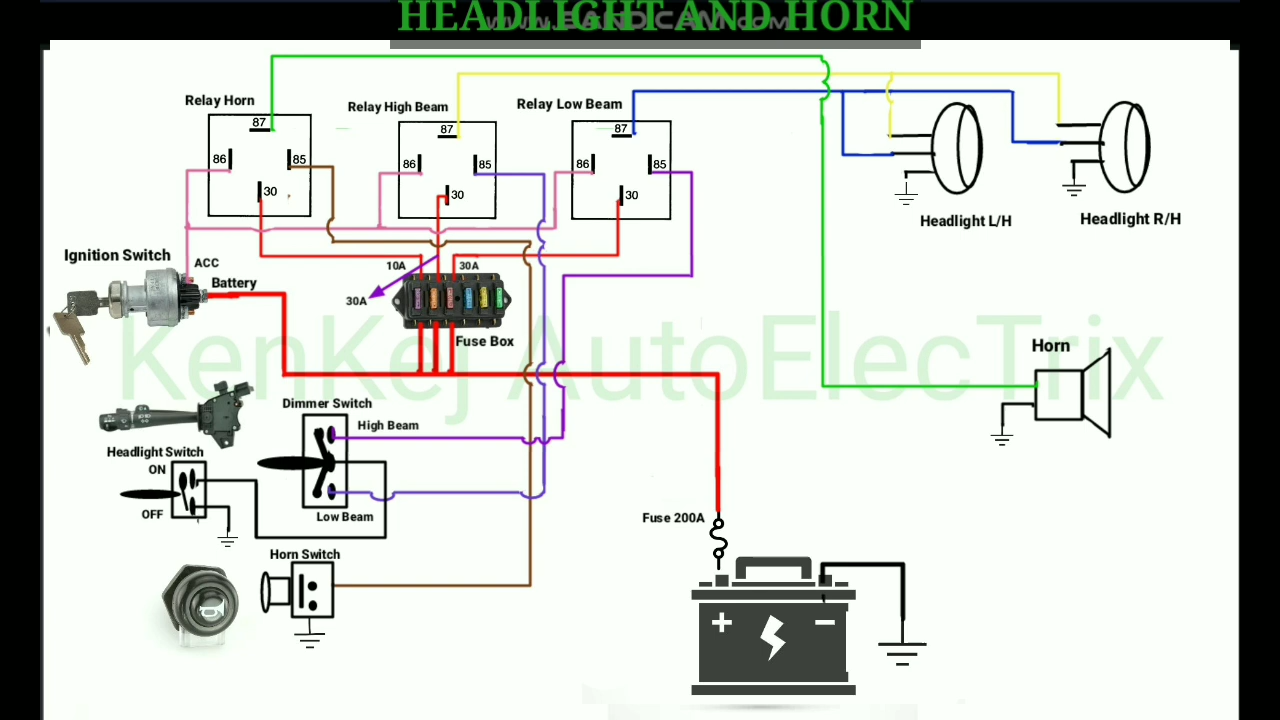 HEADLIGHT AND HORN
Relay Horn
Relay High Beam
Relay Low Beam
87
87
87
86
85
86
85
86
85
30
30
30
Headlight L/H
Headlight R/H
Ignition Switch
ACC
Battery
10A
30A
30A
Fuse Box
KenKej AutoElecTrix
Horn
Dimmer Switch
High Beam
Headlight Switch
ON
OFF
Low Beam
Fuse 200A
Horn Switch
+
−